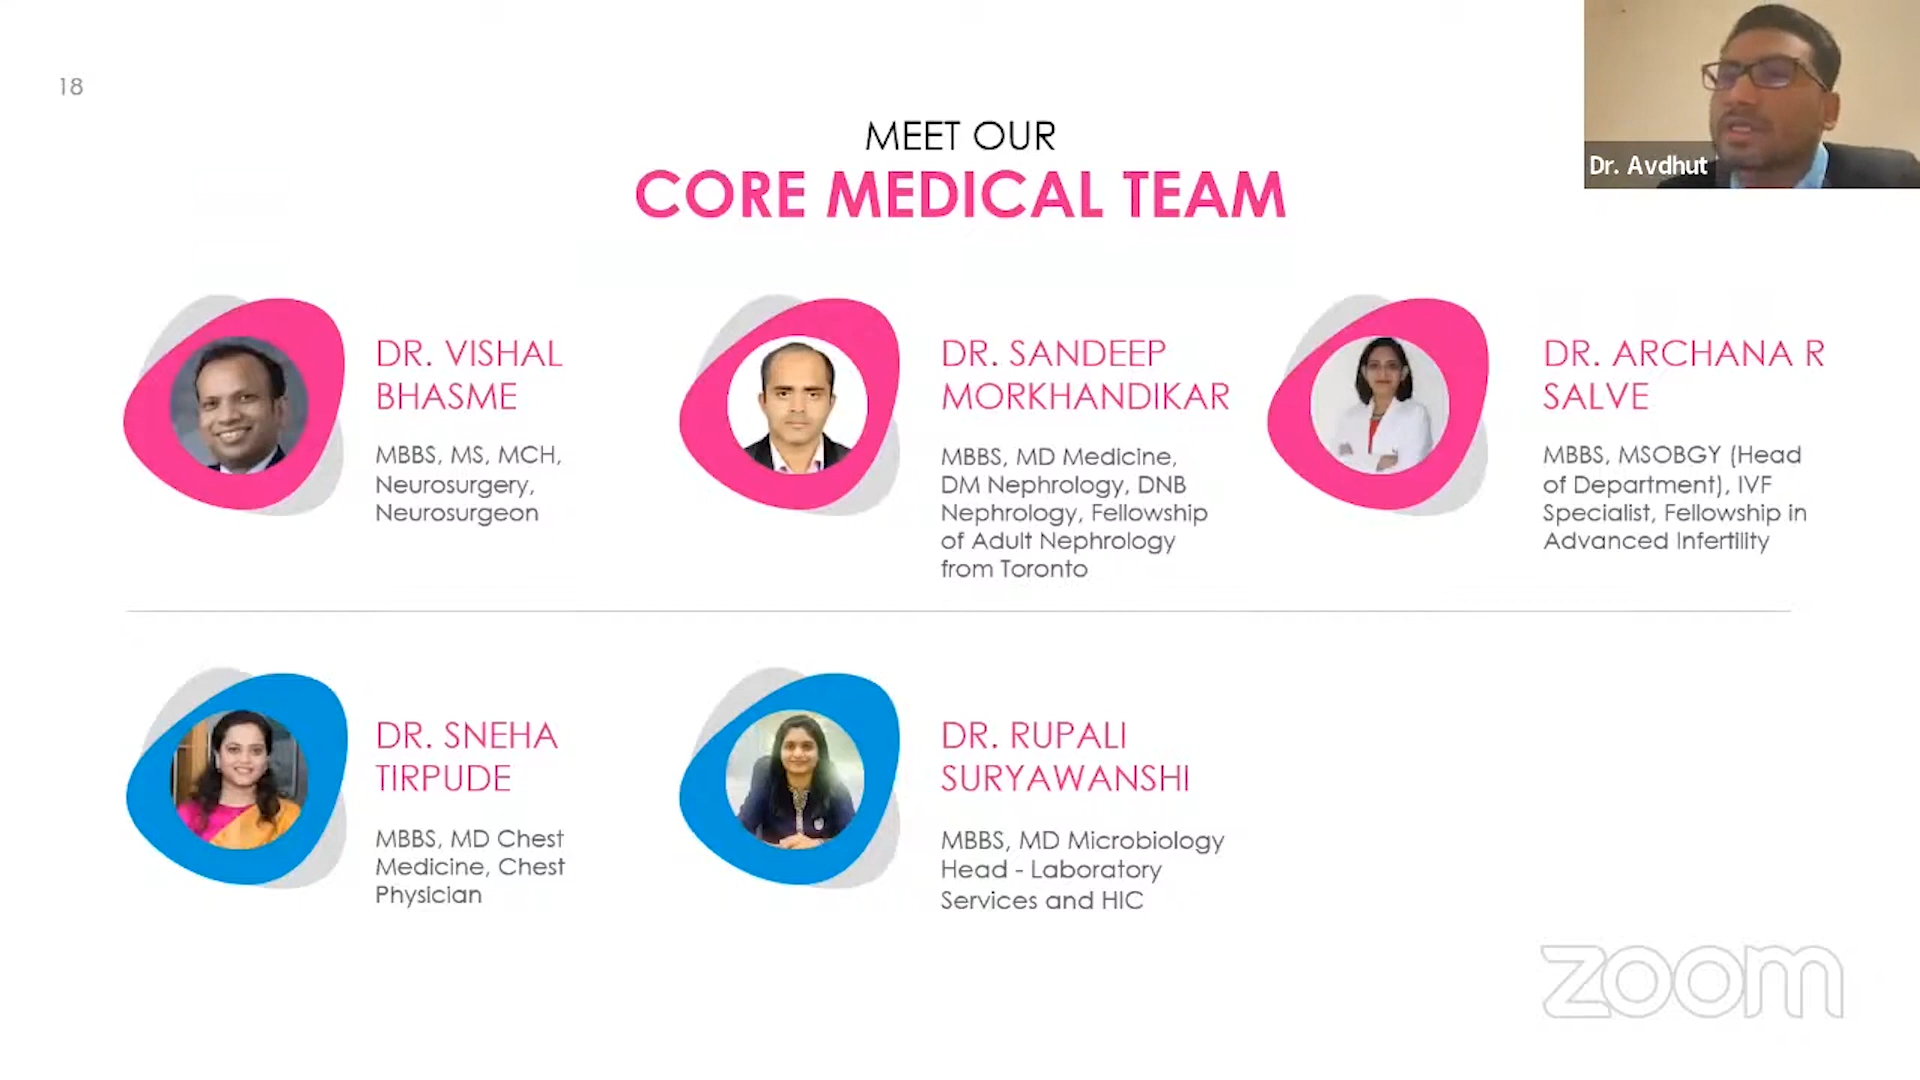 18
Dr. Avdhut
MEET OUR
CORE MEDICAL TEAM
DR. VISHAL
BHASME
MBBS, MS, MCH,
Neurosurgery,
Neurosurgeon
DR. SANDEEP
MORKHANDIKAR
MBBS, MD Medicine,
DM Nephrology, DNB
Nephrology, Fellowship
of Adult Nephrology
from Toronto
DR. ARCHANA R
SALVE
MBBS, MSOBGY (Head
of Department), IVF
Specialist, Fellowship in
Advanced Infertility
DR. SNEHA
TIRPUDE
MBBS, MD Chest
Medicine, Chest
Physician
DR. RUPALI
SURYAWANSHI
MBBS, MD Microbiology
Head - Laboratory
Services and HIC
zoom